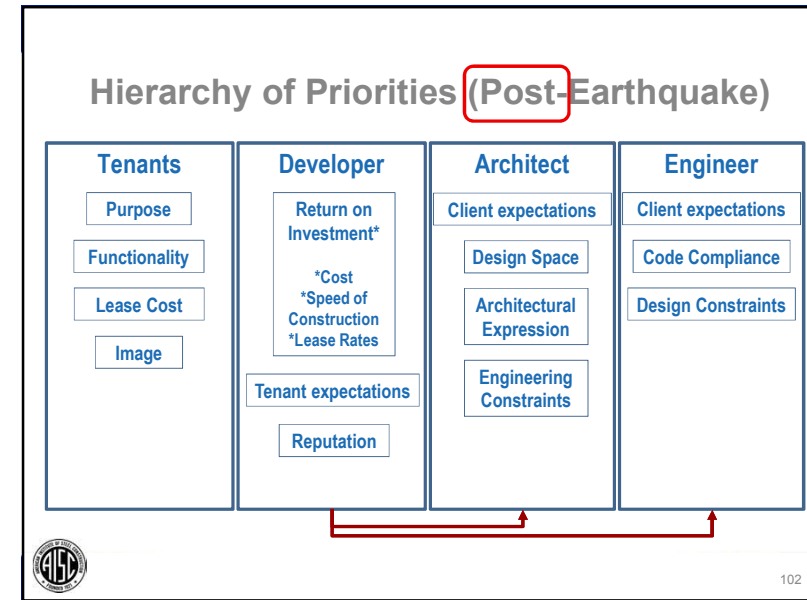 Hierarchy of Priorities (Post-Earthquake)
Tenants
Purpose
Functionality
Lease Cost
Image
Developer
Return on
Investment*
*Cost
*Speed of
Construction
*Lease Rates
Tenant expectations
Reputation
Architect
Client expectations
Design Space
Architectural
Expression
Engineering
Constraints
Engineer
Client expectations
Code Compliance
Design Constraints
AISC
102